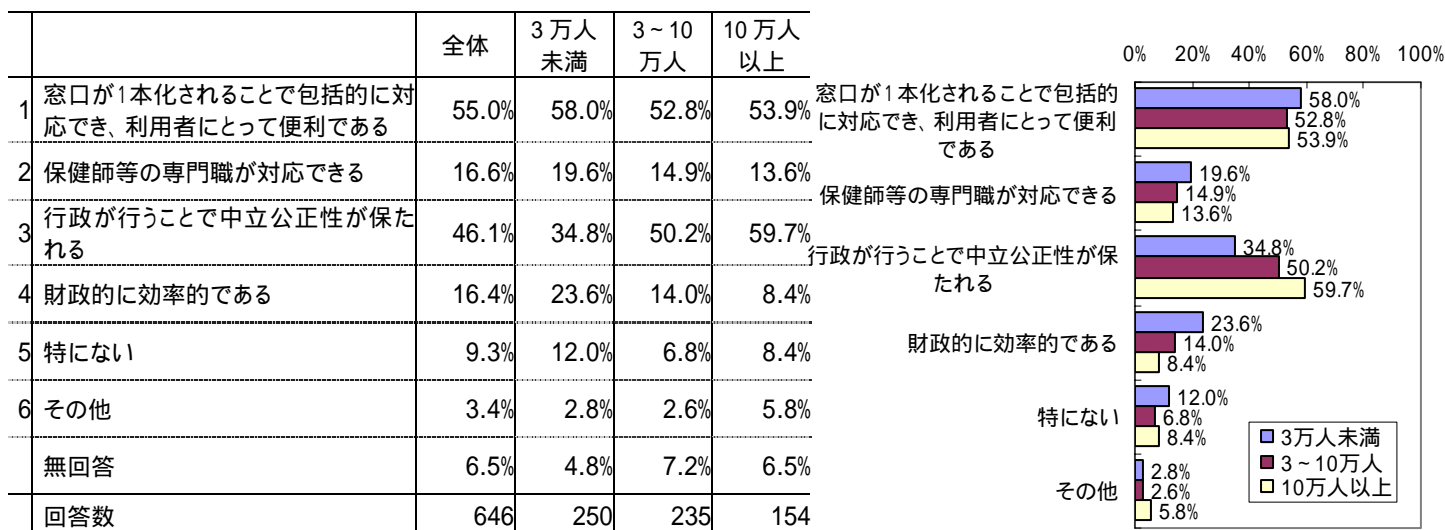 全体 3万人未満 3~10万人 10万人以上
1 窓口が1本化されることで包括的に対
応でき、利用者にとって便利である 55.0% 58.0% 52.8% 53.9%
2 保健師等の専門職が対応できる 16.6% 19.6% 14.9% 13.6%
3 行政が行うことで中立公正性が保た
れる 46.1% 34.8% 50.2% 59.7%
4 財政的に効率的である 16.4% 23.6% 14.0% 8.4%
5 特にない 9.3% 12.0% 6.8% 8.4%
6 その他 3.4% 2.8% 2.6% 5.8%
無回答 6.5% 4.8% 7.2% 6.5%
回答数 646 250 235 154
0% 20% 40% 60% 80% 100%
窓口が1本化されることで包括的
に対応でき、利用者にとって便利
である
58.0%
52.8%
53.9%
保健師等の専門職が対応できる
19.6%
14.9%
13.6%
行政が行うことで中立公正性が保
たれる
34.8%
50.2%
59.7%
財政的に効率的である
23.6%
14.0%
8.4%
特にない
12.0%
6.8%
8.4%
その他
2.8%
2.6%
5.8%
3万人未満
3~10万人
10万人以上